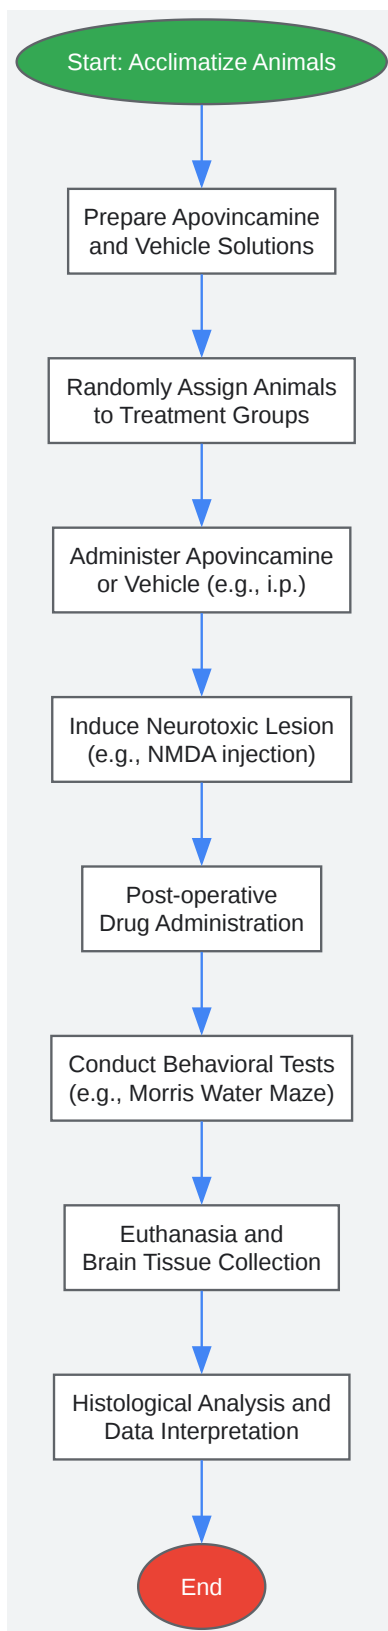 Start: Acclimatize Animals
Prepare Apovincamine
and Vehicle Solutions
Randomly Assign Animals
to Treatment Groups
Administer Apovincamine
or Vehicle (e.g., i.p.)
Induce Neurotoxic Lesion
(e.g., NMDA injection)
Post-operative
Drug Administration
Conduct Behavioral Tests
(e.g., Morris Water Maze)
Euthanasia and
Brain Tissue Collection
Histological Analysis and
Data Interpretation
End